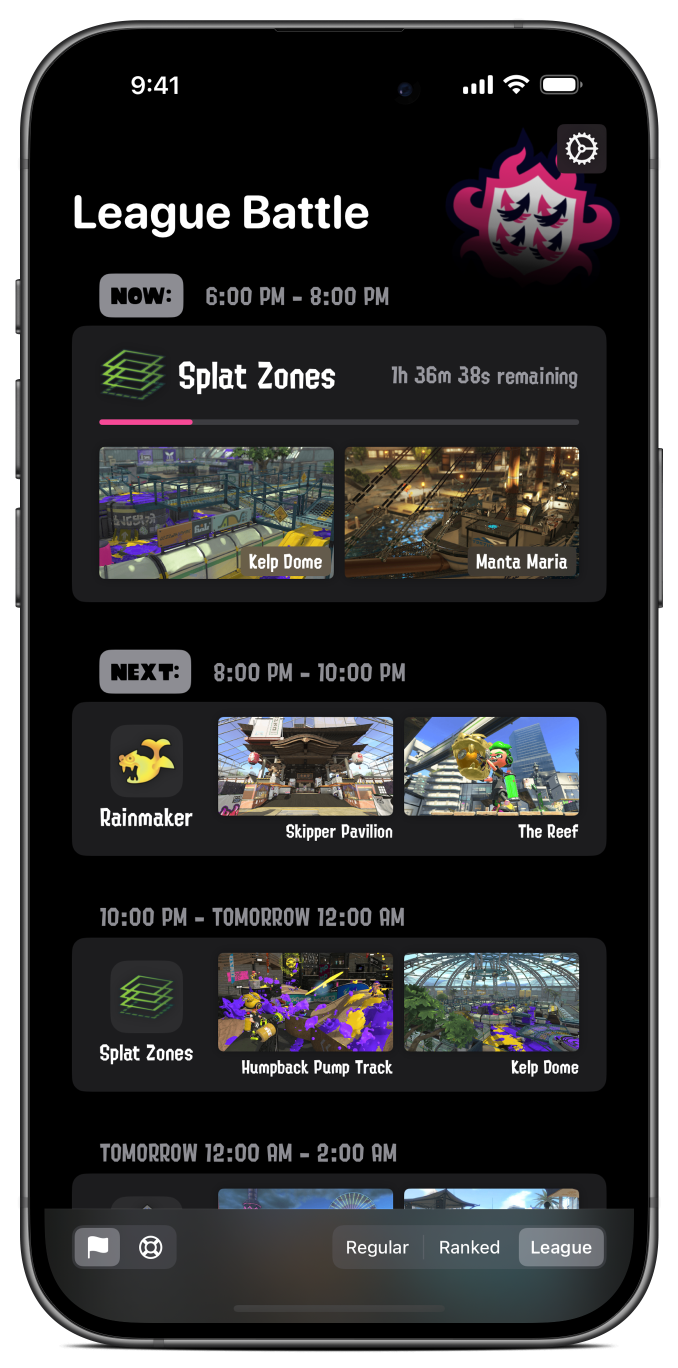 9:41
League Battle
NOW: 6:00 PM – 8:00 PM
Splat Zones 1h 36m 38s remaining
Kelp Dome Manta Maria
NEXT: 8:00 PM – 10:00 PM
Rainmaker Skipper Pavilion The Reef
10:00 PM – TOMORROW 12:00 AM
Splat Zones Humpback Pump Track Kelp Dome
TOMORROW 12:00 AM – 2:00 AM
Regular Ranked League